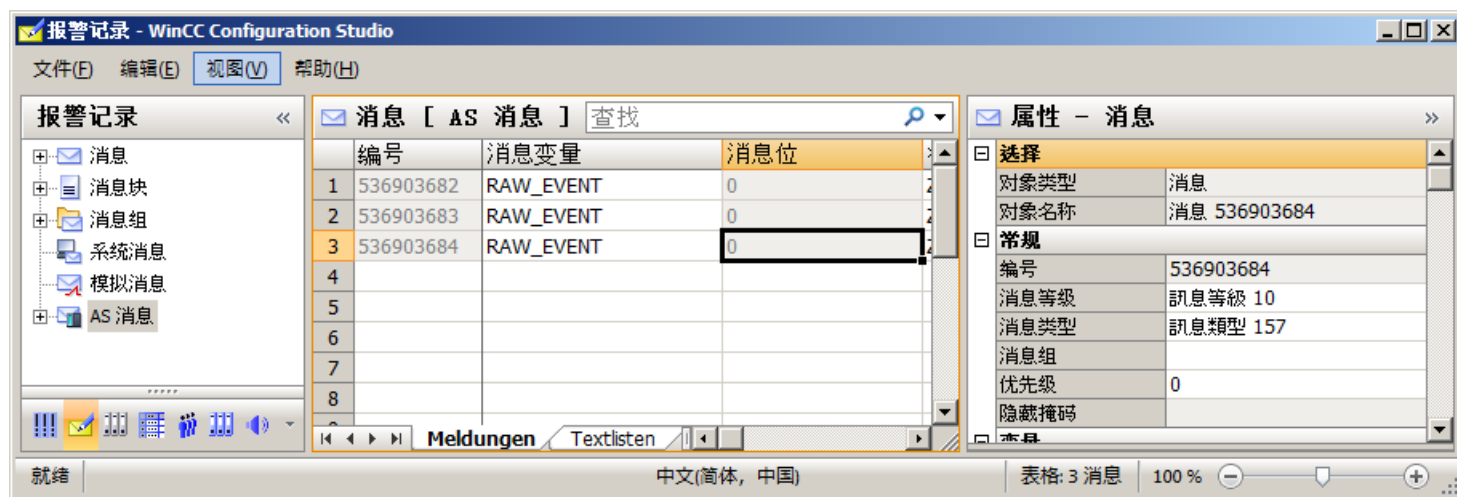 报警记录 - WinCC Configuration Studio
文件(F) 编辑(E) 视图(V) 帮助(H)
报警记录 «
消息
消息块
消息组
系统消息
模拟消息
AS 消息
消息 [ AS 消息 ] 查找
编号 消息变量 消息位
1 536903682 RAW_EVENT 0
2 536903683 RAW_EVENT 0
3 536903684 RAW_EVENT 0
4
5
6
7
8
Meldungen Textlisten
属性 - 消息 »
选择
对象类型 消息
对象名称 消息 536903684
常规
编号 536903684
消息等级 訊息等級 10
消息类型 訊息類型 157
消息组
优先级 0
隐藏掩码
变量
就绪 中文(简体，中国) 表格: 3 消息 100 %